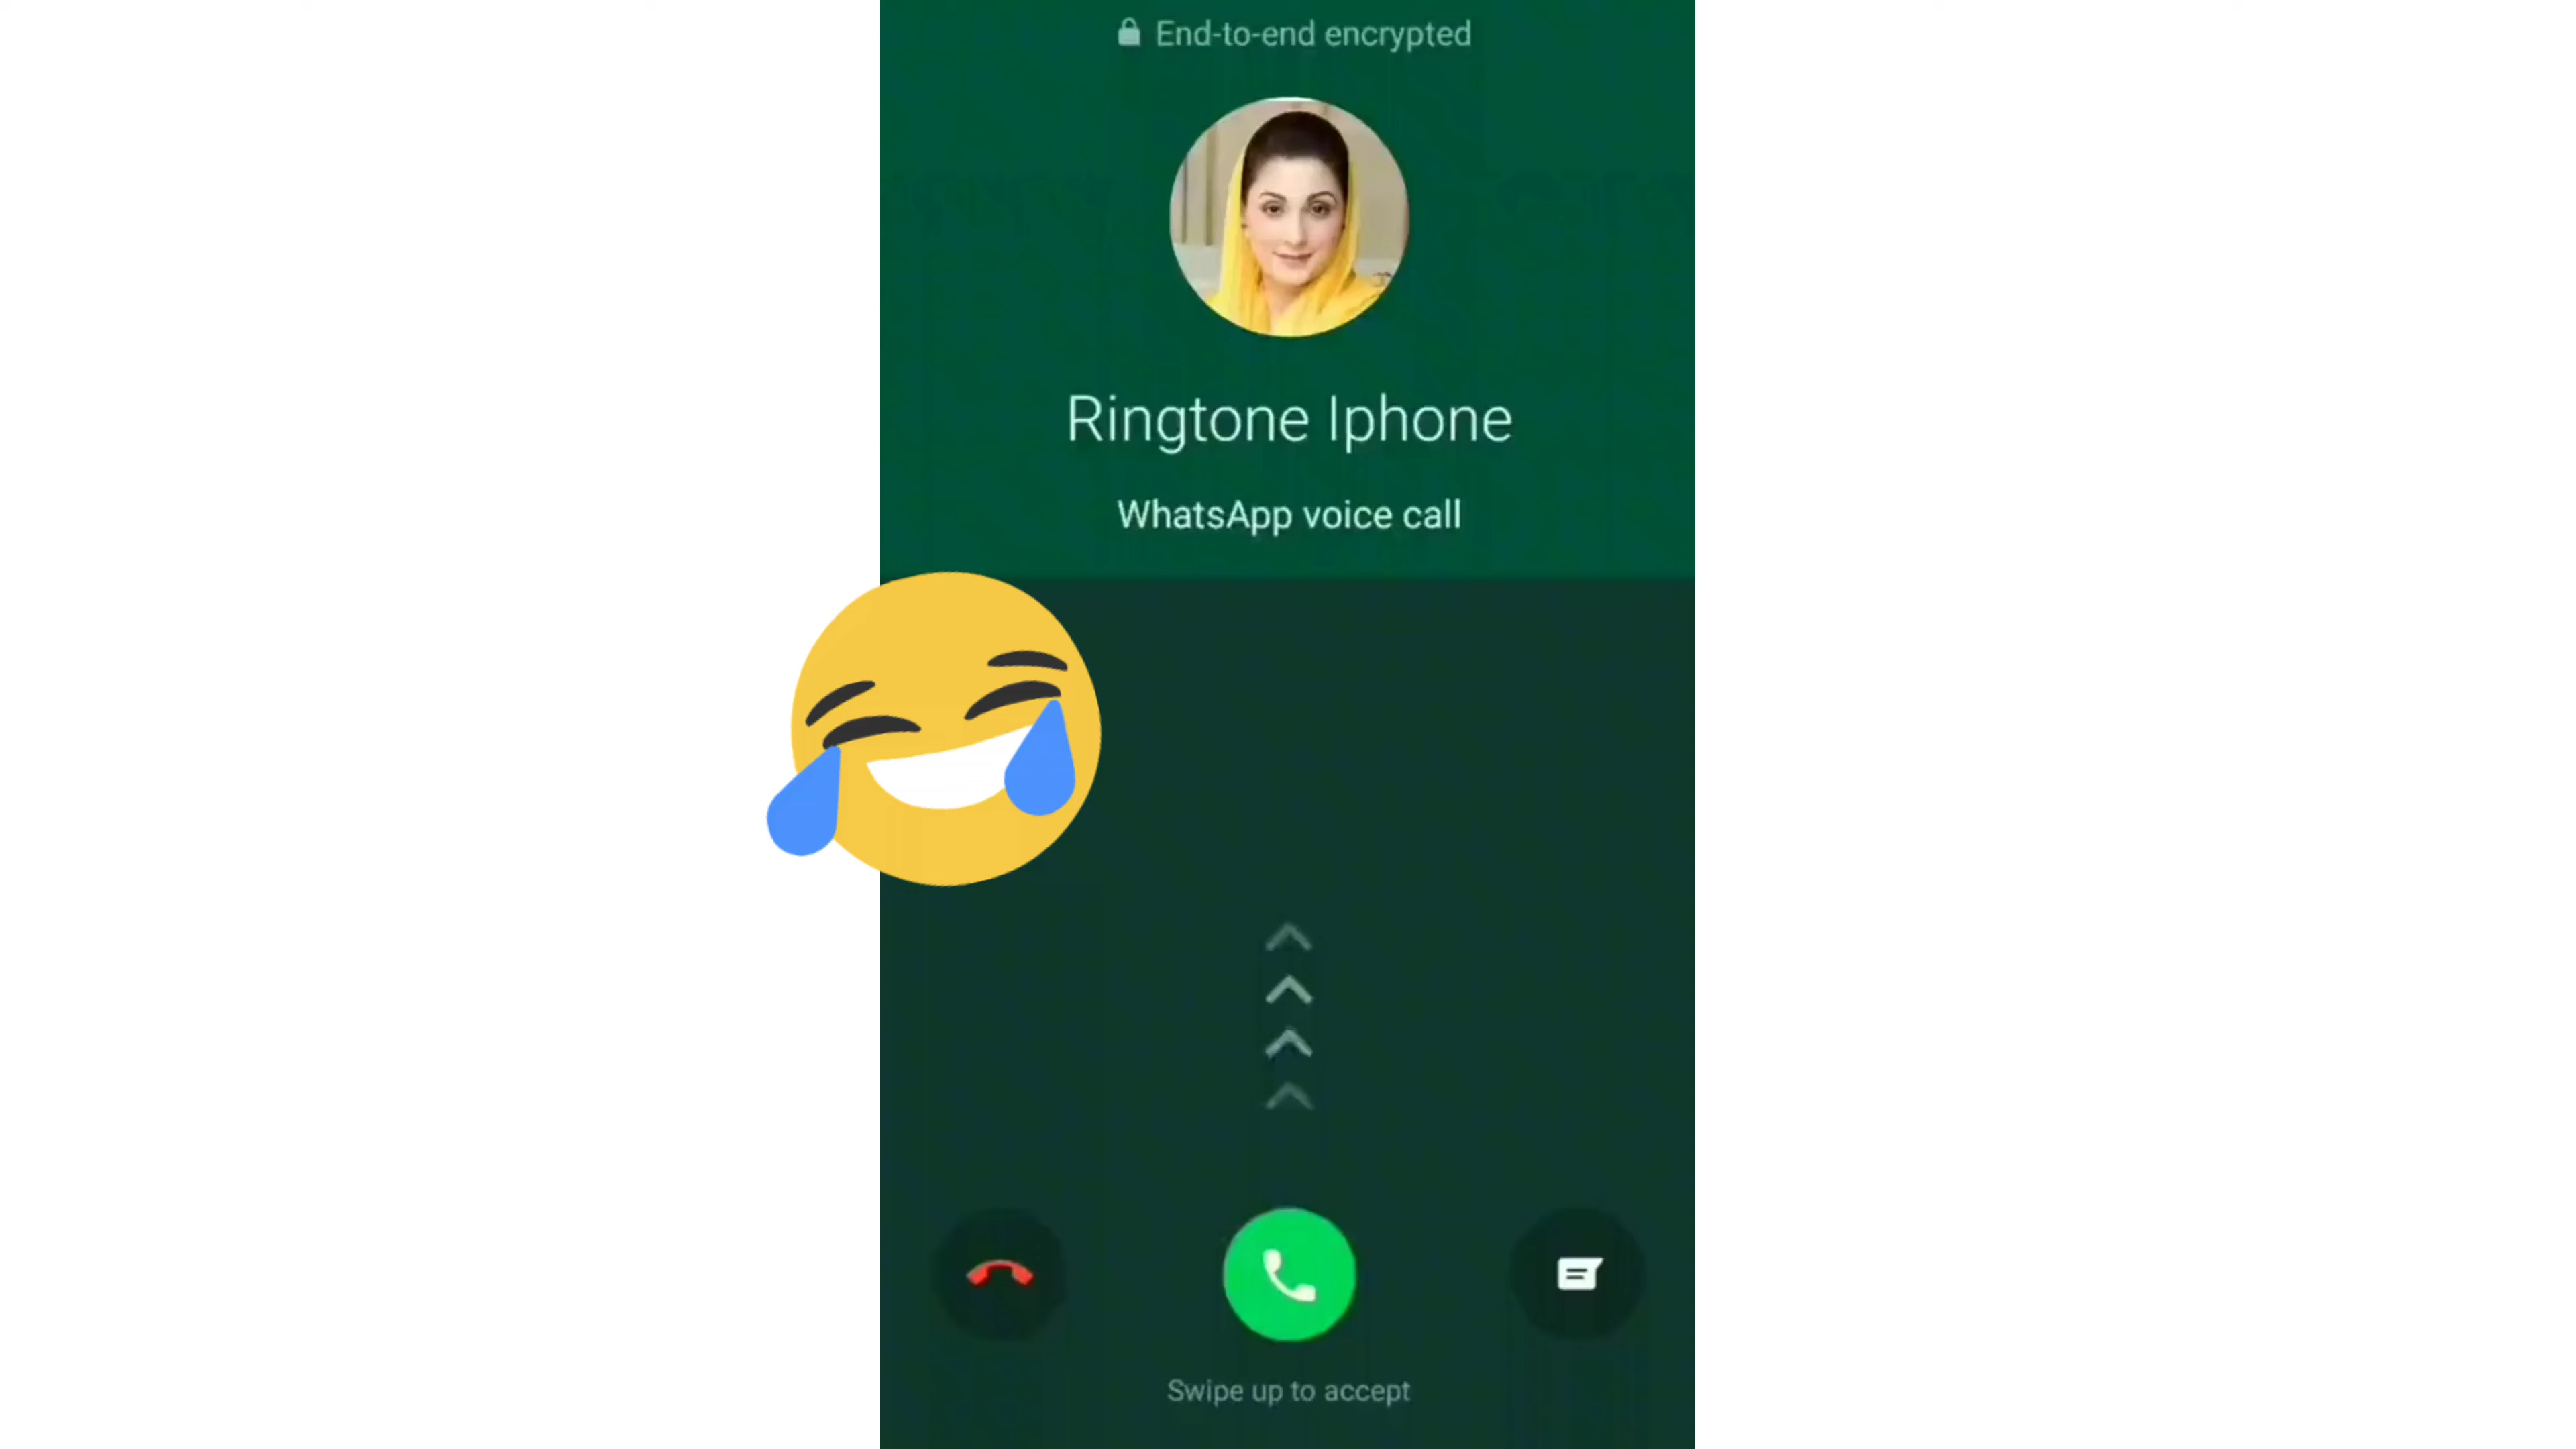 End-to-end encrypted
Ringtone Iphone
WhatsApp voice call
Swipe up to accept